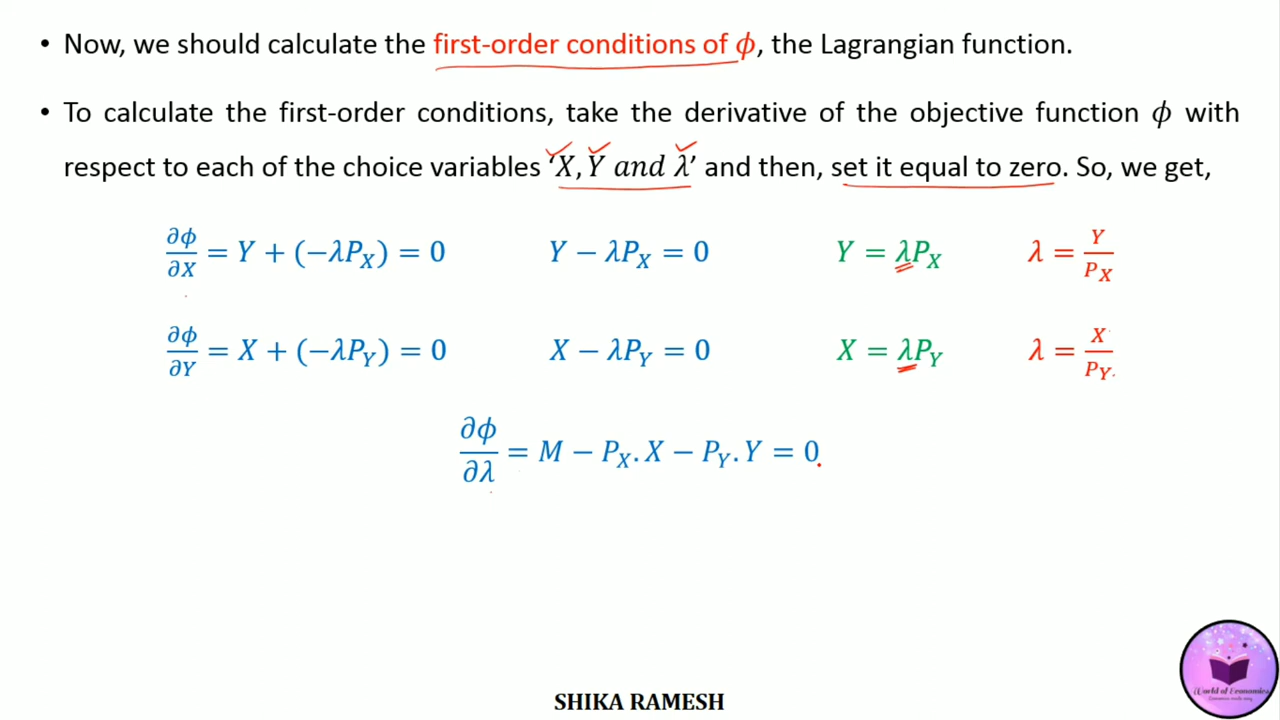 • Now, we should calculate the first-order conditions of ϕ, the Lagrangian function.
• To calculate the first-order conditions, take the derivative of the objective function ϕ with
respect to each of the choice variables ‘X, Y and λ’ and then, set it equal to zero. So, we get,
∂ϕ/∂X = Y + (−λP_X) = 0 Y − λP_X = 0 Y = λP_X λ = Y/P_X
∂ϕ/∂Y = X + (−λP_Y) = 0 X − λP_Y = 0 X = λP_Y λ = X/P_Y
∂ϕ/∂λ = M − P_X. X − P_Y. Y = 0
World of Economics
SHIKA RAMESH